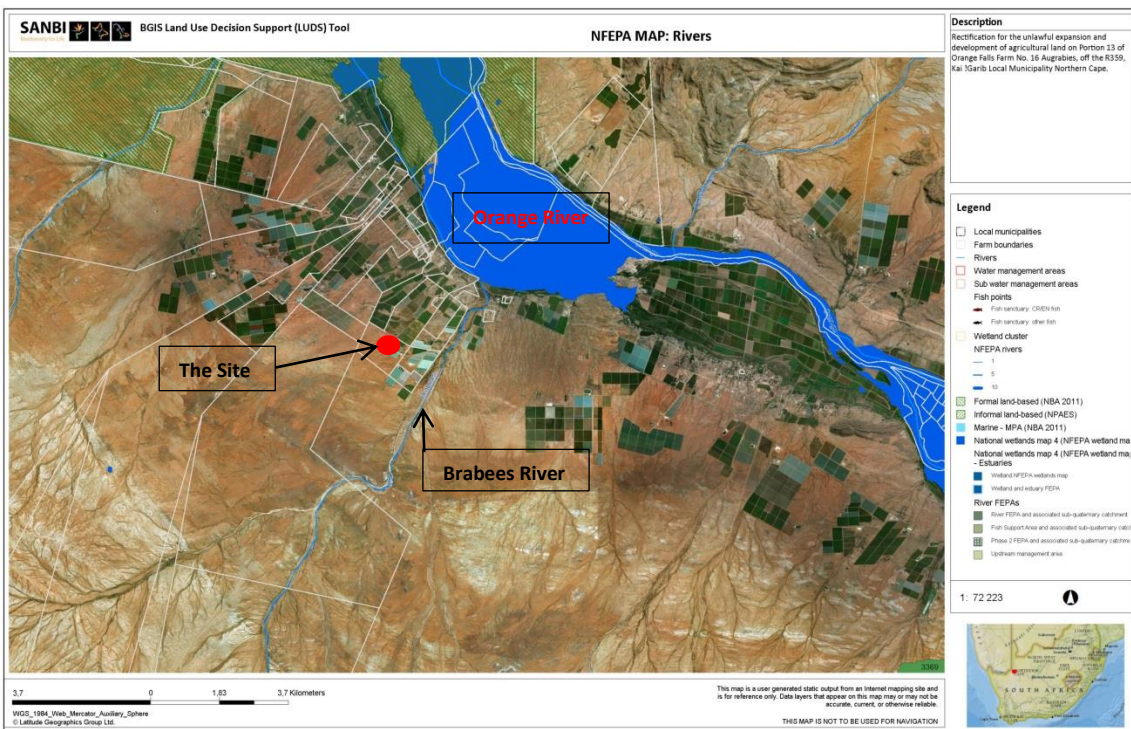 SANBI
Biodiversity for Life
BGIS Land Use Decision Support (LUDS) Tool
NFEPA MAP: Rivers
Orange River
The Site
Brabees River
3369
Description
Rectification for the unlawful expansion and
development of agricultural land on Portion 13 of
Orange Falls Farm No. 16 Augrabies, off the R359,
Kai !Garib Local Municipality Northern Cape.
Legend
Local municipalities
Farm boundaries
Rivers
Water management areas
Sub water management areas
Fish points
Fish sanctuary: CR/EN fish
Fish sanctuary: other fish
Wetland cluster
NFEPA rivers
1
5
10
Formal land-based (NBA 2011)
Informal land-based (NPAES)
Marine - MPA (NBA 2011)
National wetlands map 4 (NFEPA wetland ma
National wetlands map 4 (NFEPA wetland ma
- Estuaries
Wetland NFEPA wetlands map
Wetland and estuary FEPA
River FEPAs
River FEPA and associated sub-quaternary catchment
Fish Support Area and associated sub-quaternary catc
Phase 2 FEPA and associated sub-quaternary catchme
Upstream management area
1: 72 223
SOUTH AFRICA
3,7 0 1,83 3,7 Kilometers
WGS_1984_Web_Mercator_Auxiliary_Sphere
© Latitude Geographics Group Ltd.
This map is a user generated static output from an Internet mapping site and
is for reference only. Data layers that appear on this map may or may not be
accurate, current, or otherwise reliable.
THIS MAP IS NOT TO BE USED FOR NAVIGATION